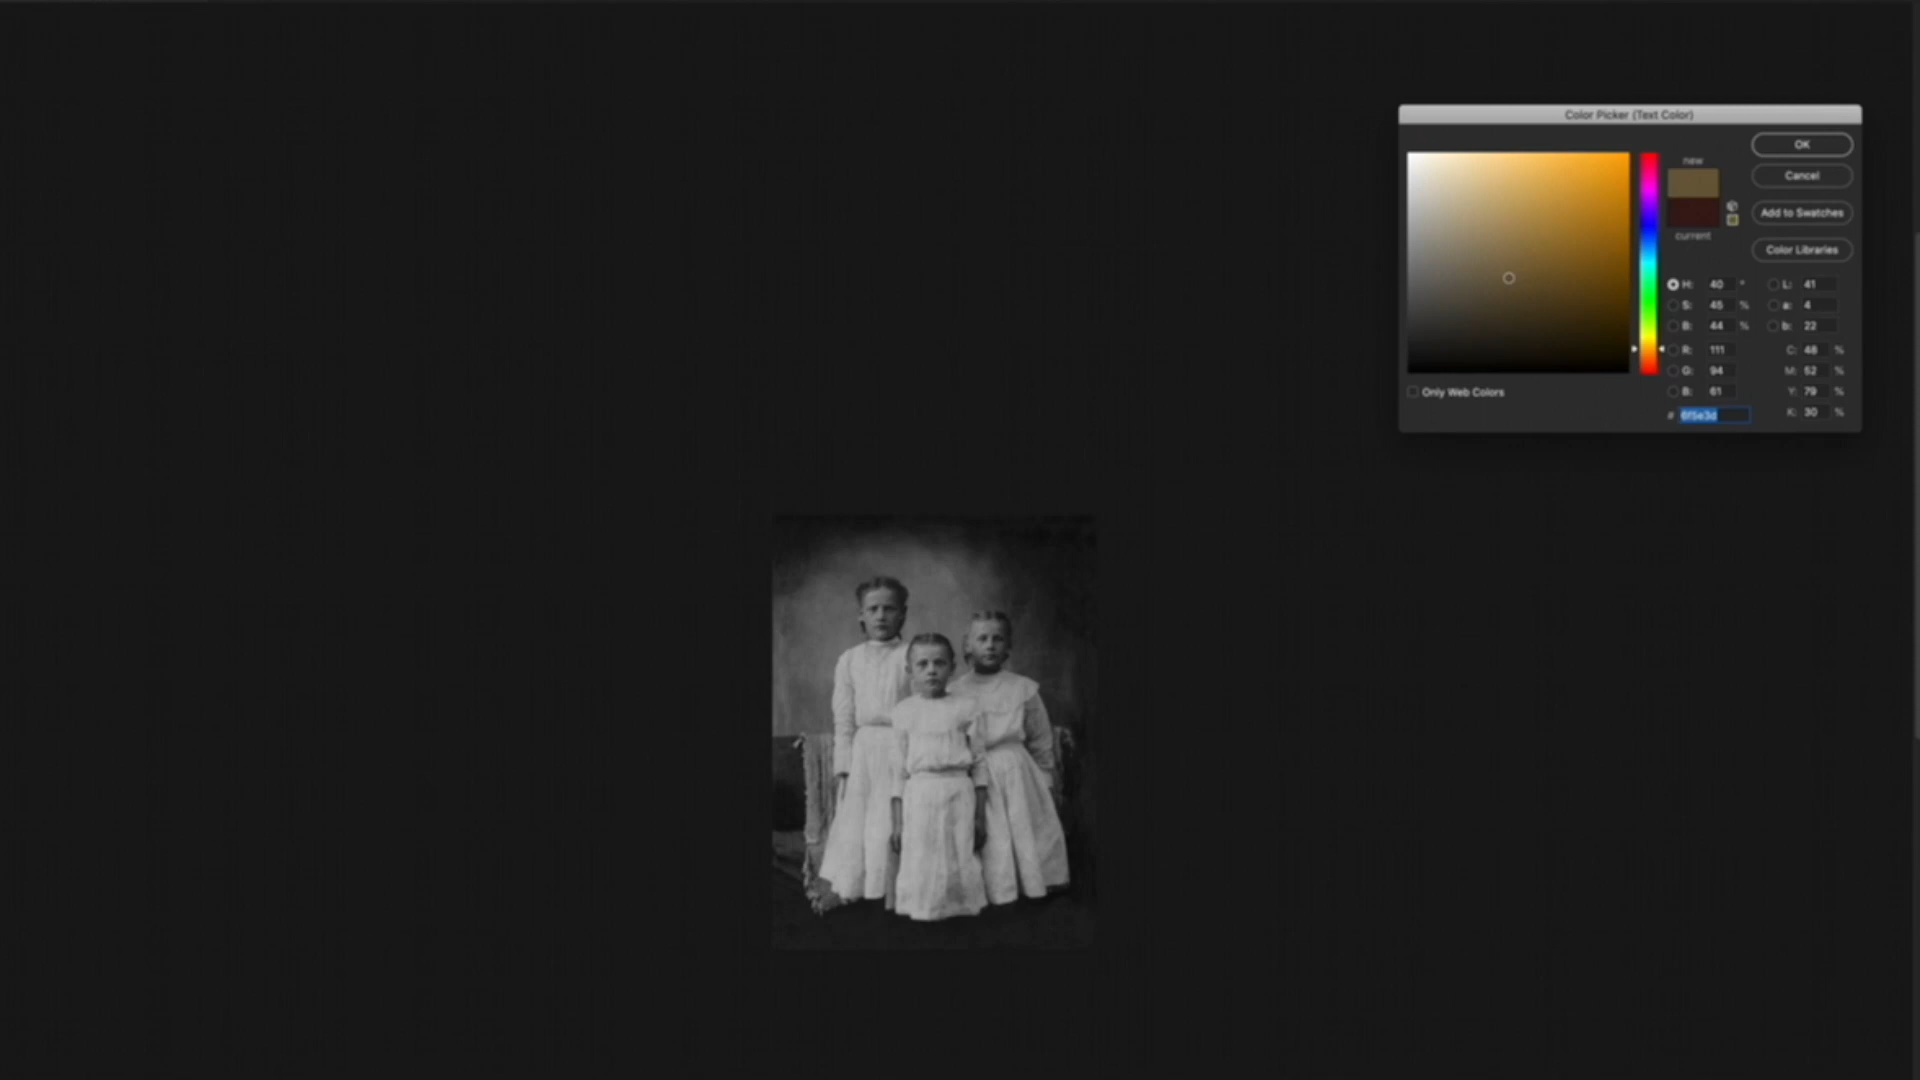 Color Picker (Text Color)
OK
new
Cancel
Add to Swatches
current
Color Libraries
H: 40 °
L: 41
S: 45 %
a: 4
B: 44 %
b: 22
R: 111
C: 48 %
G: 94
M: 52 %
B: 61
Y: 79 %
Only Web Colors
# 6f5e3d
K: 30 %